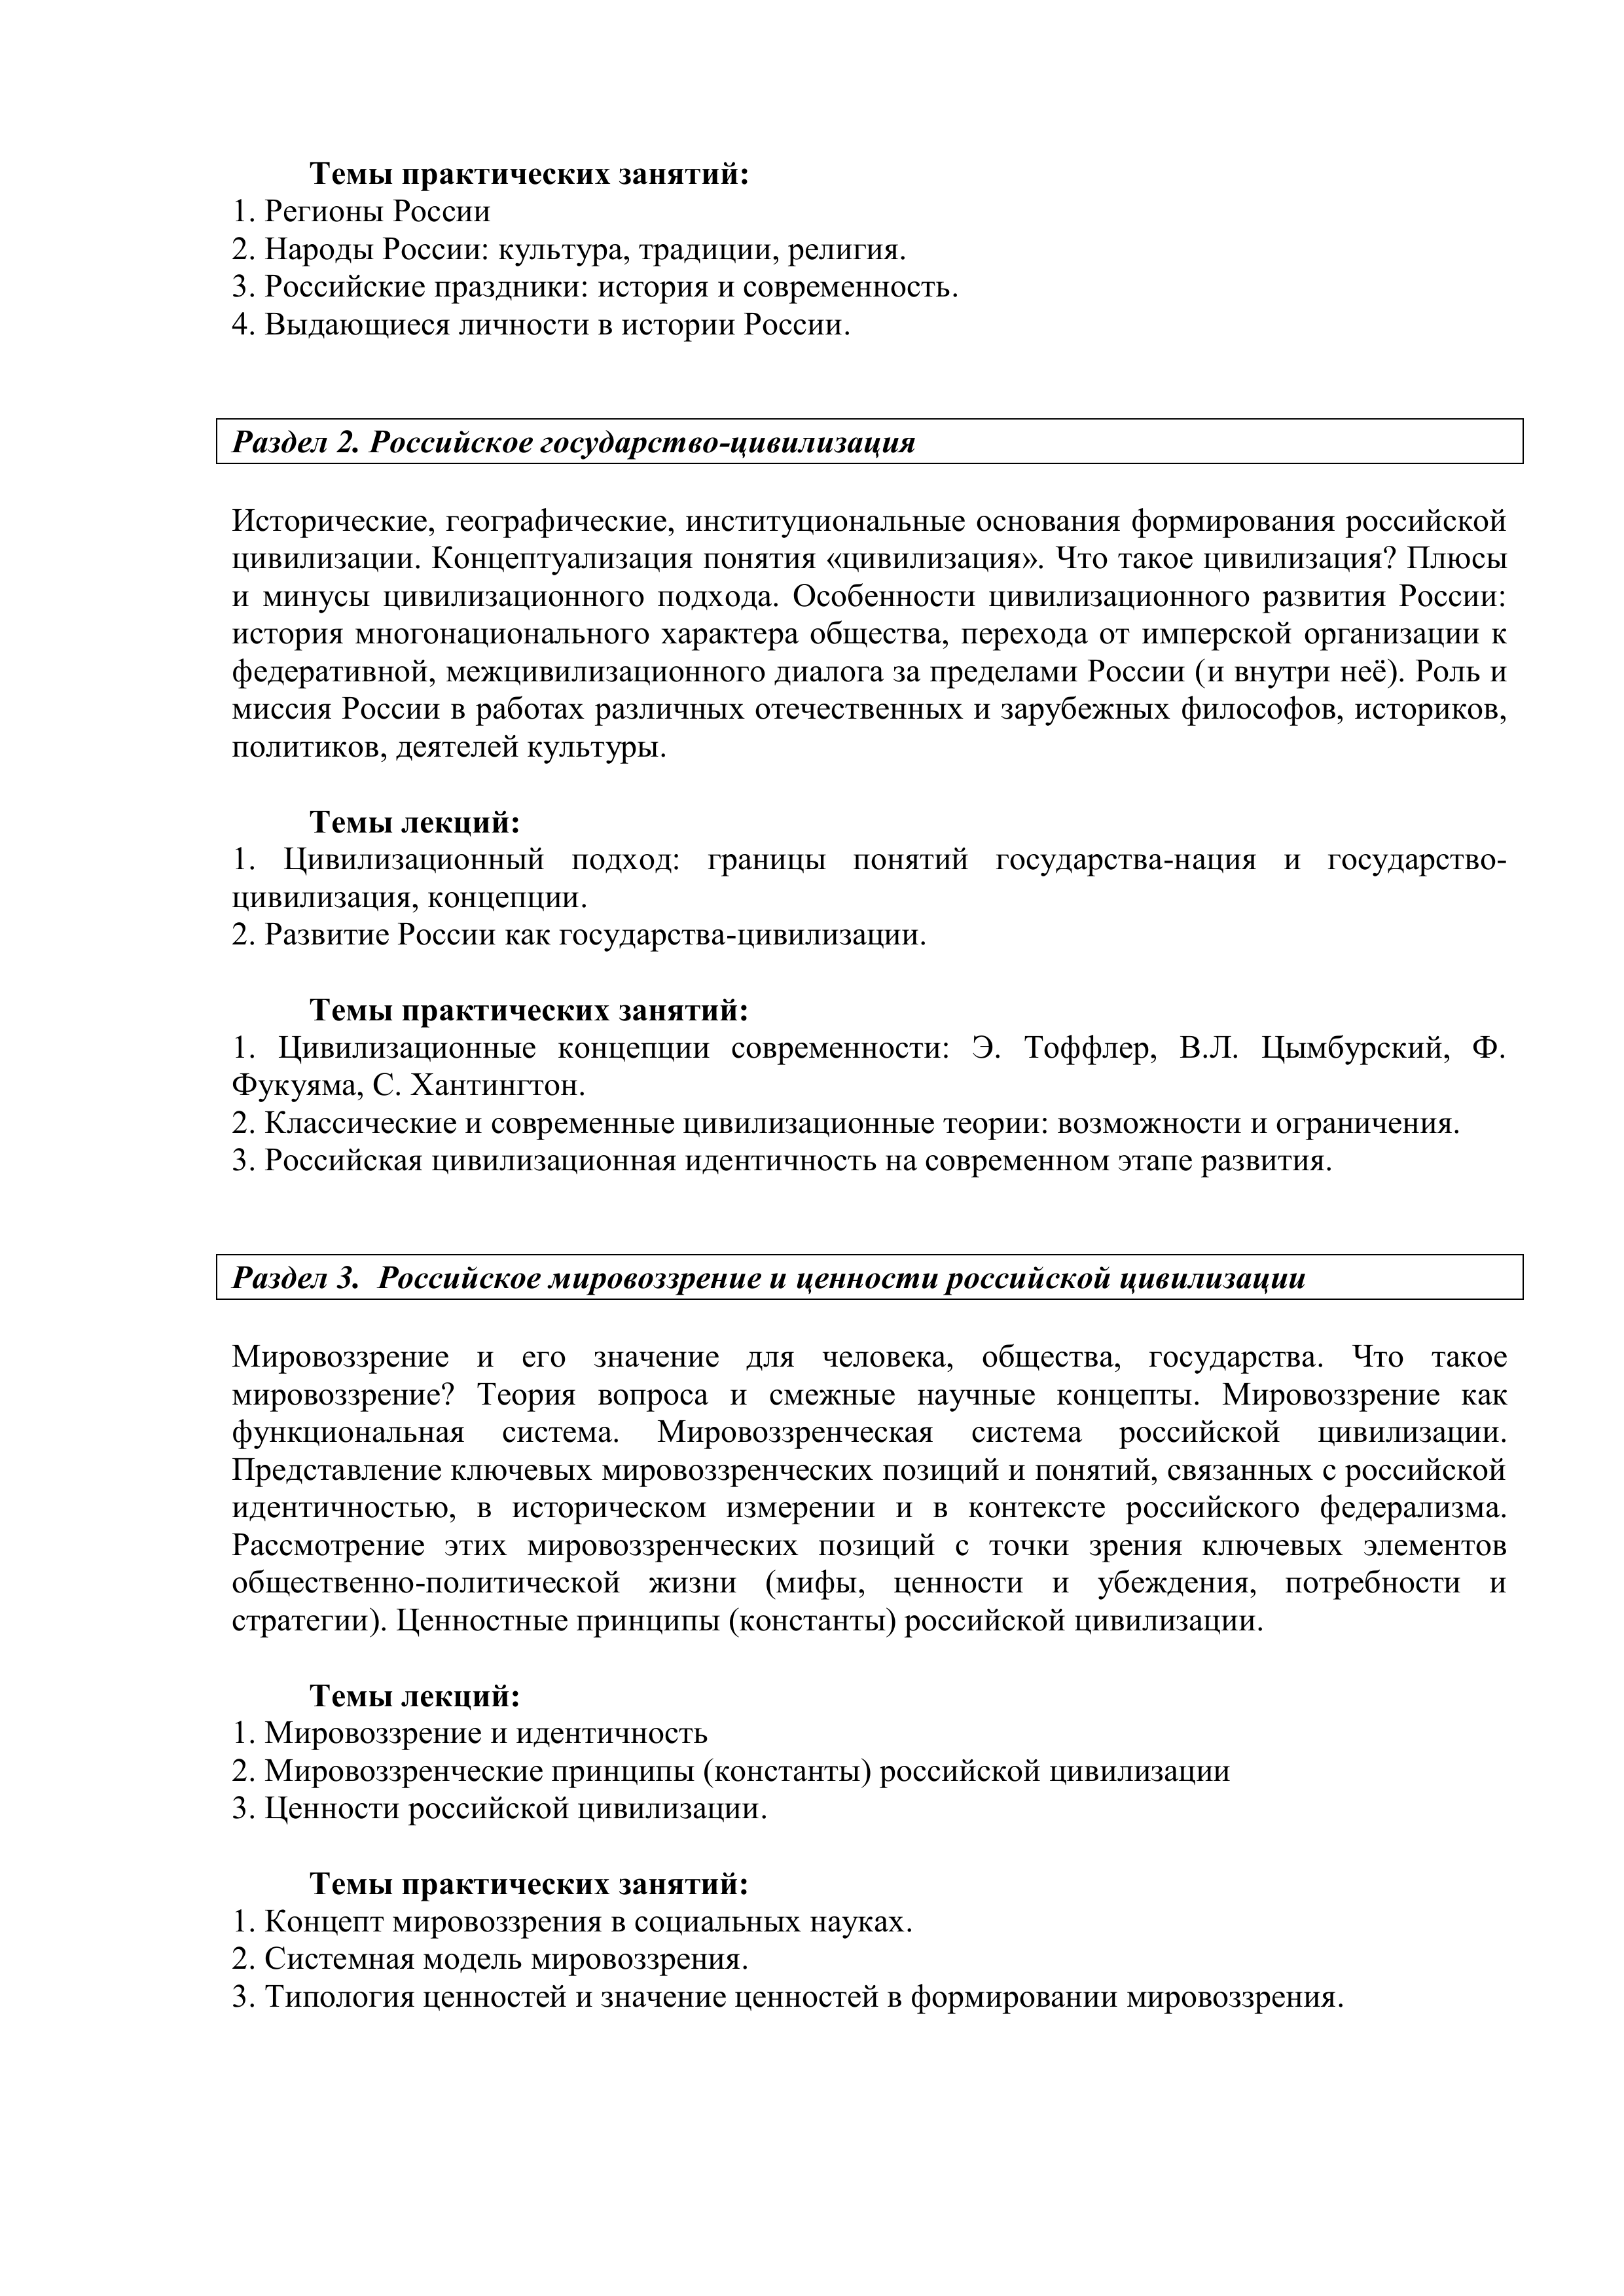 Темы практических занятий:
1. Регионы России
2. Народы России: культура, традиции, религия.
3. Российские праздники: история и современность.
4. Выдающиеся личности в истории России.
Раздел 2. Российское государство-цивилизация
Исторические, географические, институциональные основания формирования российской
цивилизации. Концептуализация понятия «цивилизация». Что такое цивилизация? Плюсы
и минусы цивилизационного подхода. Особенности цивилизационного развития России:
история многонационального характера общества, перехода от имперской организации к
федеративной, межцивилизационного диалога за пределами России (и внутри неё). Роль и
миссия России в работах различных отечественных и зарубежных философов, историков,
политиков, деятелей культуры.
Темы лекций:
1. Цивилизационный подход: границы понятий государства-нация и государство-
цивилизация, концепции.
2. Развитие России как государства-цивилизации.
Темы практических занятий:
1. Цивилизационные концепции современности: Э. Тоффлер, В.Л. Цымбурский, Ф.
Фукуяма, С. Хантингтон.
2. Классические и современные цивилизационные теории: возможности и ограничения.
3. Российская цивилизационная идентичность на современном этапе развития.
Раздел 3. Российское мировоззрение и ценности российской цивилизации
Мировоззрение и его значение для человека, общества, государства. Что такое
мировоззрение? Теория вопроса и смежные научные концепты. Мировоззрение как
функциональная система. Мировоззренческая система российской цивилизации.
Представление ключевых мировоззренческих позиций и понятий, связанных с российской
идентичностью, в историческом измерении и в контексте российского федерализма.
Рассмотрение этих мировоззренческих позиций с точки зрения ключевых элементов
общественно-политической жизни (мифы, ценности и убеждения, потребности и
стратегии). Ценностные принципы (константы) российской цивилизации.
Темы лекций:
1. Мировоззрение и идентичность
2. Мировоззренческие принципы (константы) российской цивилизации
3. Ценности российской цивилизации.
Темы практических занятий:
1. Концепт мировоззрения в социальных науках.
2. Системная модель мировоззрения.
3. Типология ценностей и значение ценностей в формировании мировоззрения.